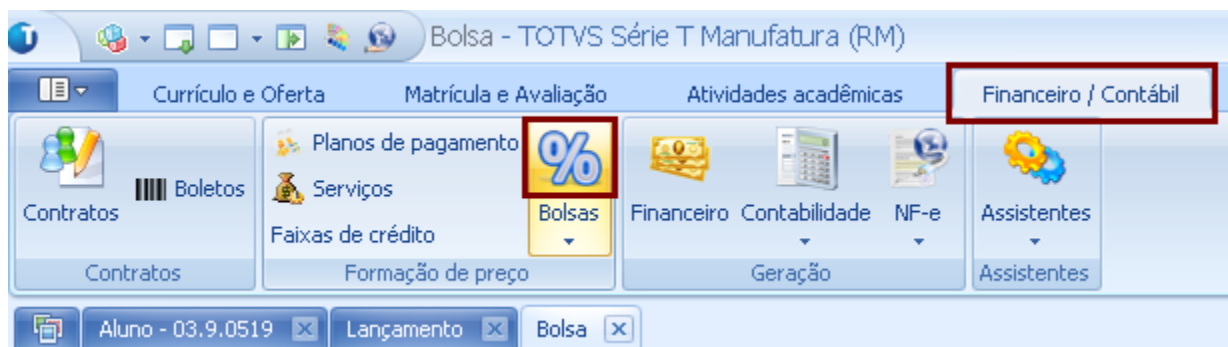 Bolsa - TOTVS Série T Manufatura (RM)
Currículo e Oferta Matrícula e Avaliação Atividades acadêmicas Financeiro / Contábil
Planos de pagamento
Boletos Serviços
Contratos Bolsas Financeiro Contabilidade NF-e Assistentes
Faixas de crédito
Contratos Formação de preço Geração Assistentes
Aluno - 03.9.0519 Lançamento Bolsa